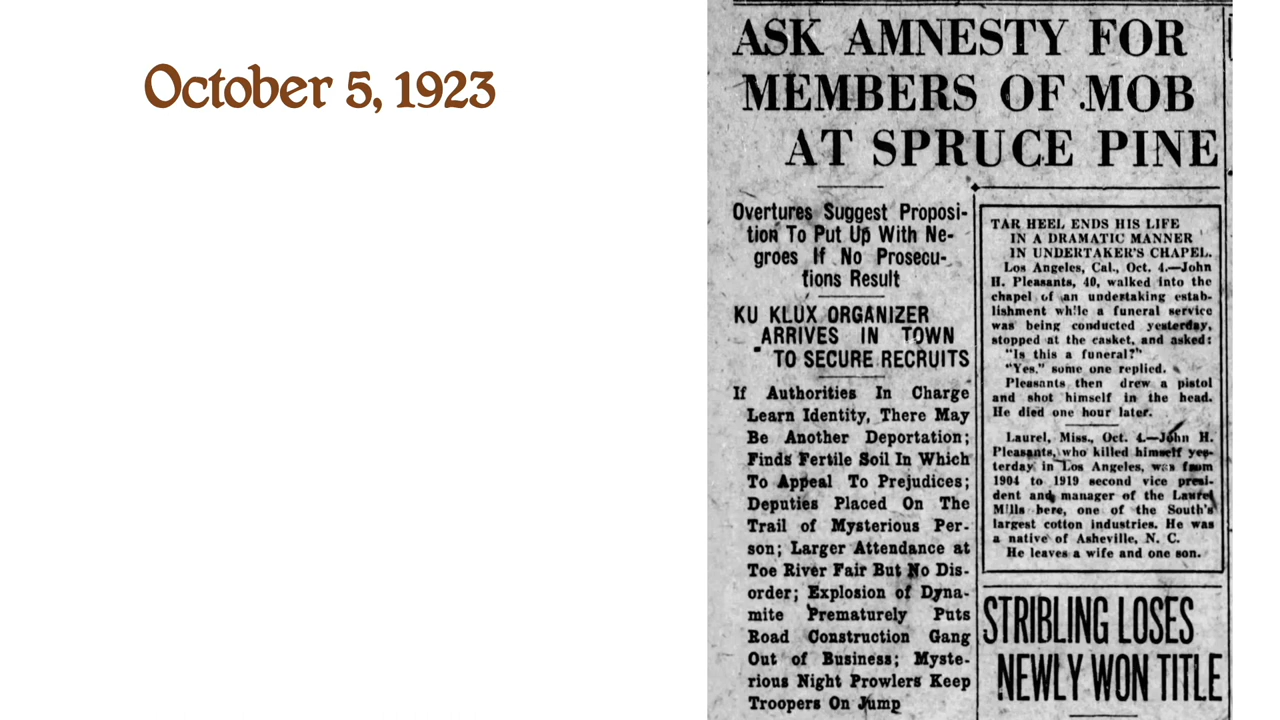 October 5, 1923
ASK AMNESTY FOR
MEMBERS OF MOB
AT SPRUCE PINE
Overtures Suggest Proposi-
tion To Put Up With Ne-
groes If No Prosecu-
tions Result
KU KLUX ORGANIZER
ARRIVES IN TOWN
TO SECURE RECRUITS
If Authorities In Charge
Learn Identity, There May
Be Another Deportation;
Finds Fertile Soil In Which
To Appeal To Prejudices;
Deputies Placed On The
Trail of Mysterious Per-
son; Larger Attendance at
Toe River Fair But No Dis-
order; Explosion of Dyna-
mite Prematurely Puts
Road Construction Gang
Out of Business; Myste-
rious Night Prowlers Keep
Troopers On Jump
TAR HEEL ENDS HIS LIFE
IN A DRAMATIC MANNER
IN UNDERTAKER'S CHAPEL.
Los Angeles, Cal., Oct. 4.—John
H. Pleasants, 40, walked into the
chapel of an undertaking estab-
lishment while a funeral service
was being conducted yesterday,
stopped at the casket, and asked:
"Is this a funeral?"
"Yes." some one replied.
Pleasants then drew a pistol
and shot himself in the head.
He died one hour later.
Laurel, Miss., Oct. 4.—John H.
Pleasants, who killed himself yes-
terday in Los Angeles, was from
1904 to 1919 second vice presi-
dent and manager of the Laurel
Mills here, one of the South's
largest cotton industries. He was
a native of Asheville, N. C.
He leaves a wife and one son.
STRIBLING LOSES
NEWLY WON TITLE